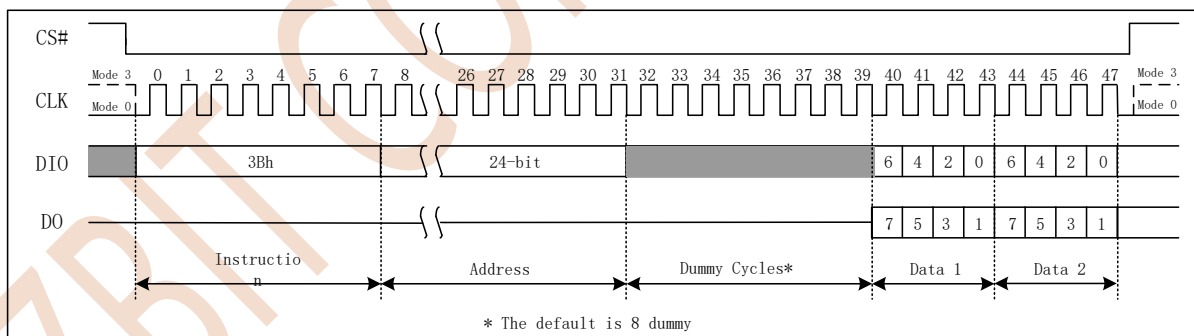 CS#
Mode 3 0 1 2 3 4 5 6 7 8 26 27 28 29 30 31 32 33 34 35 36 37 38 39 40 41 42 43 44 45 46 47 Mode 3
CLK Mode 0 Mode 0
DIO 3Bh 24-bit 6 4 2 0 6 4 2 0
DO 7 5 3 1 7 5 3 1
Instructio
n Address Dummy Cycles* Data 1 Data 2
* The default is 8 dummy
ZBIT CO